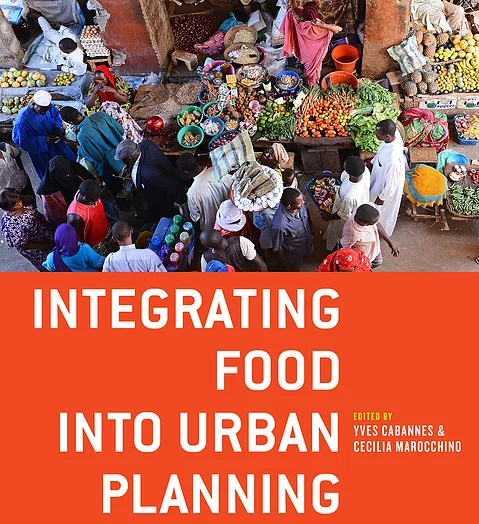 INTEGRATING
FOOD
INTO URBAN
PLANNING
EDITED BY
YVES CABANNES &
CECILIA MAROCCHINO